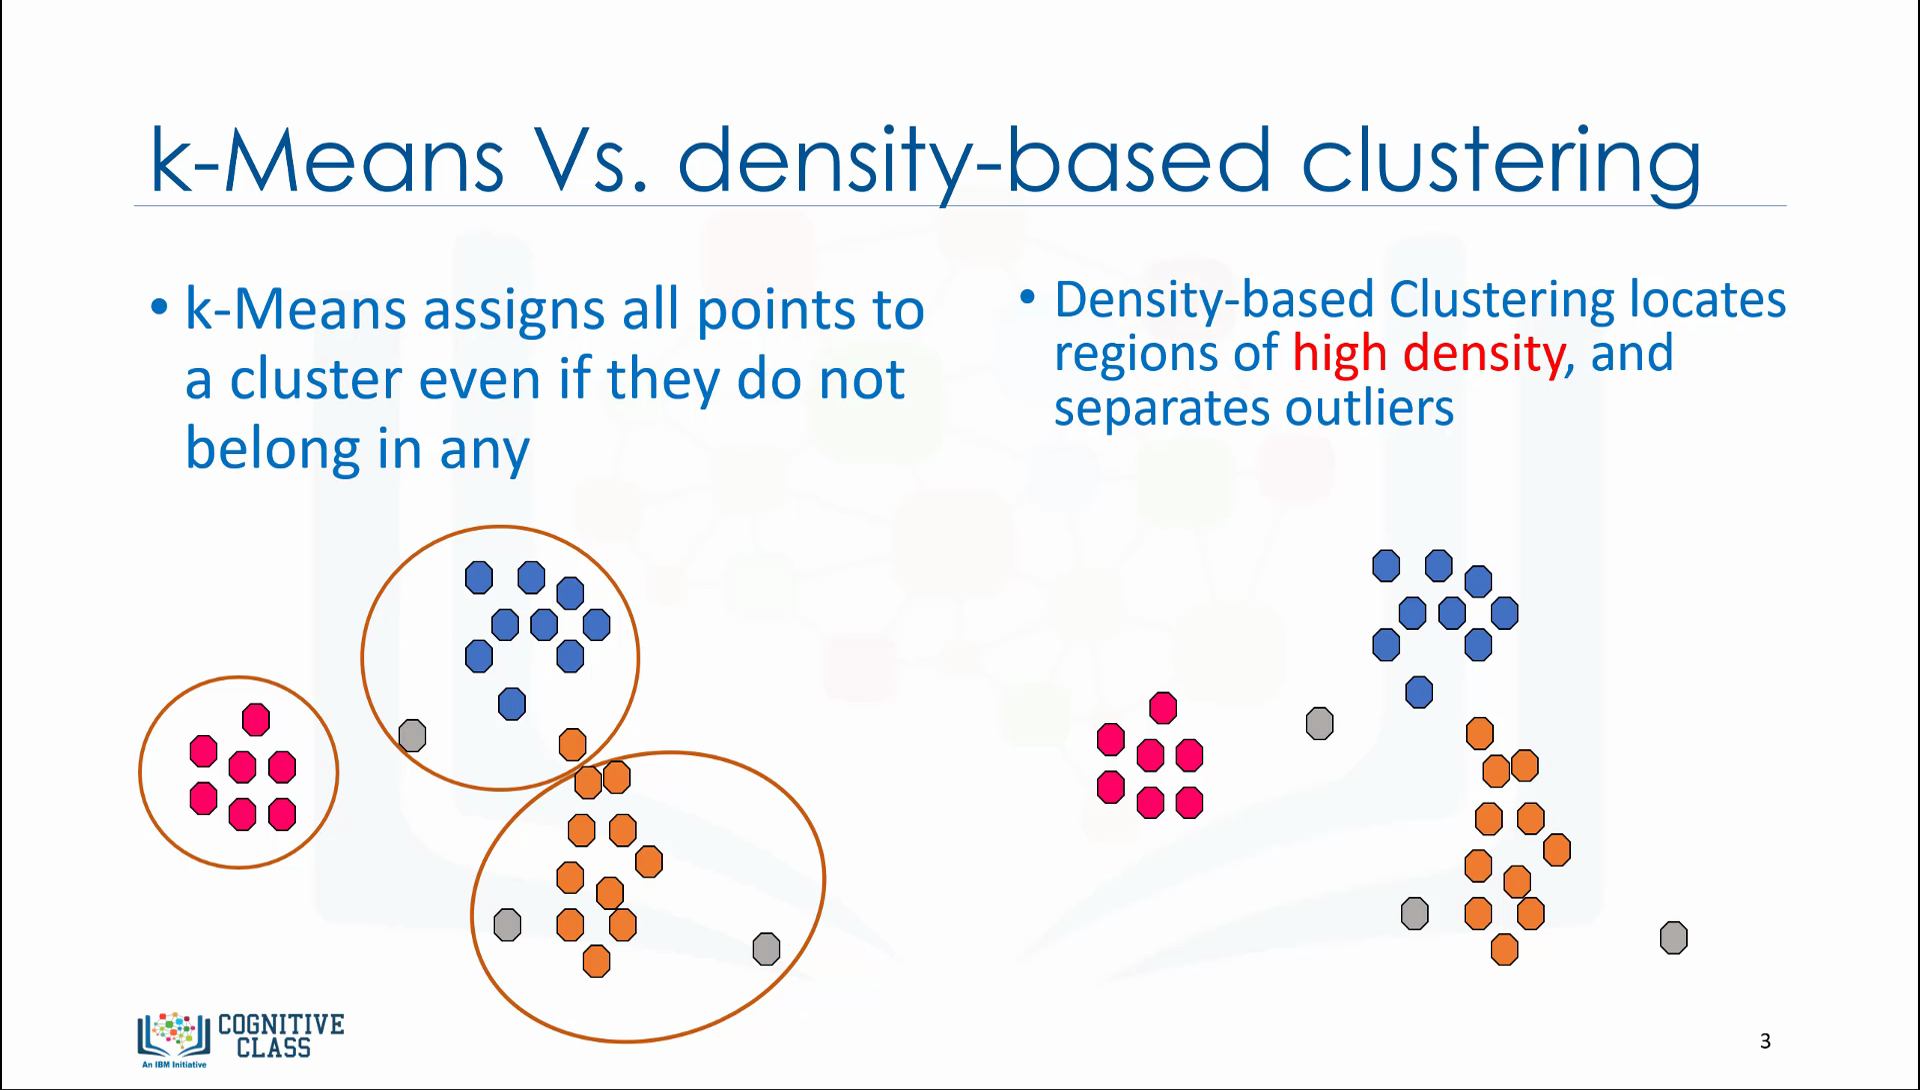 k-Means Vs. density-based clustering
• k-Means assigns all points to
a cluster even if they do not
belong in any
• Density-based Clustering locates
regions of high density, and
separates outliers
COGNITIVE
CLASS
An IBM Initiative
3